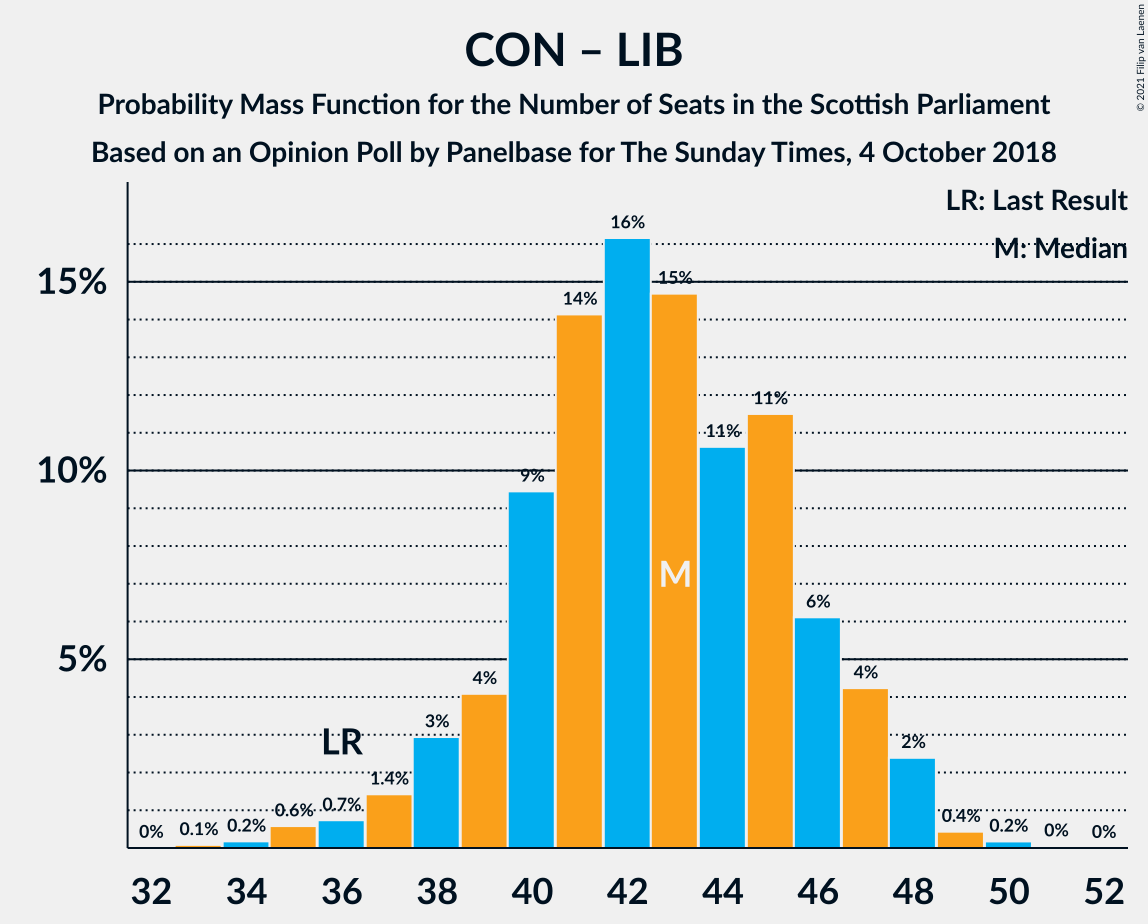 CON – LIB
Probability Mass Function for the Number of Seats in the Scottish Parliament
Based on an Opinion Poll by Panelbase for The Sunday Times, 4 October 2018
© 2021 Filip van Laenen
LR: Last Result
M: Median
15%
10%
5%
0%
0.1%
0.2%
0.6%
0.7%
1.4%
3%
4%
9%
14%
16%
15%
11%
11%
6%
4%
2%
0.4%
0.2%
0%
0%
LR
M
32 34 36 38 40 42 44 46 48 50 52